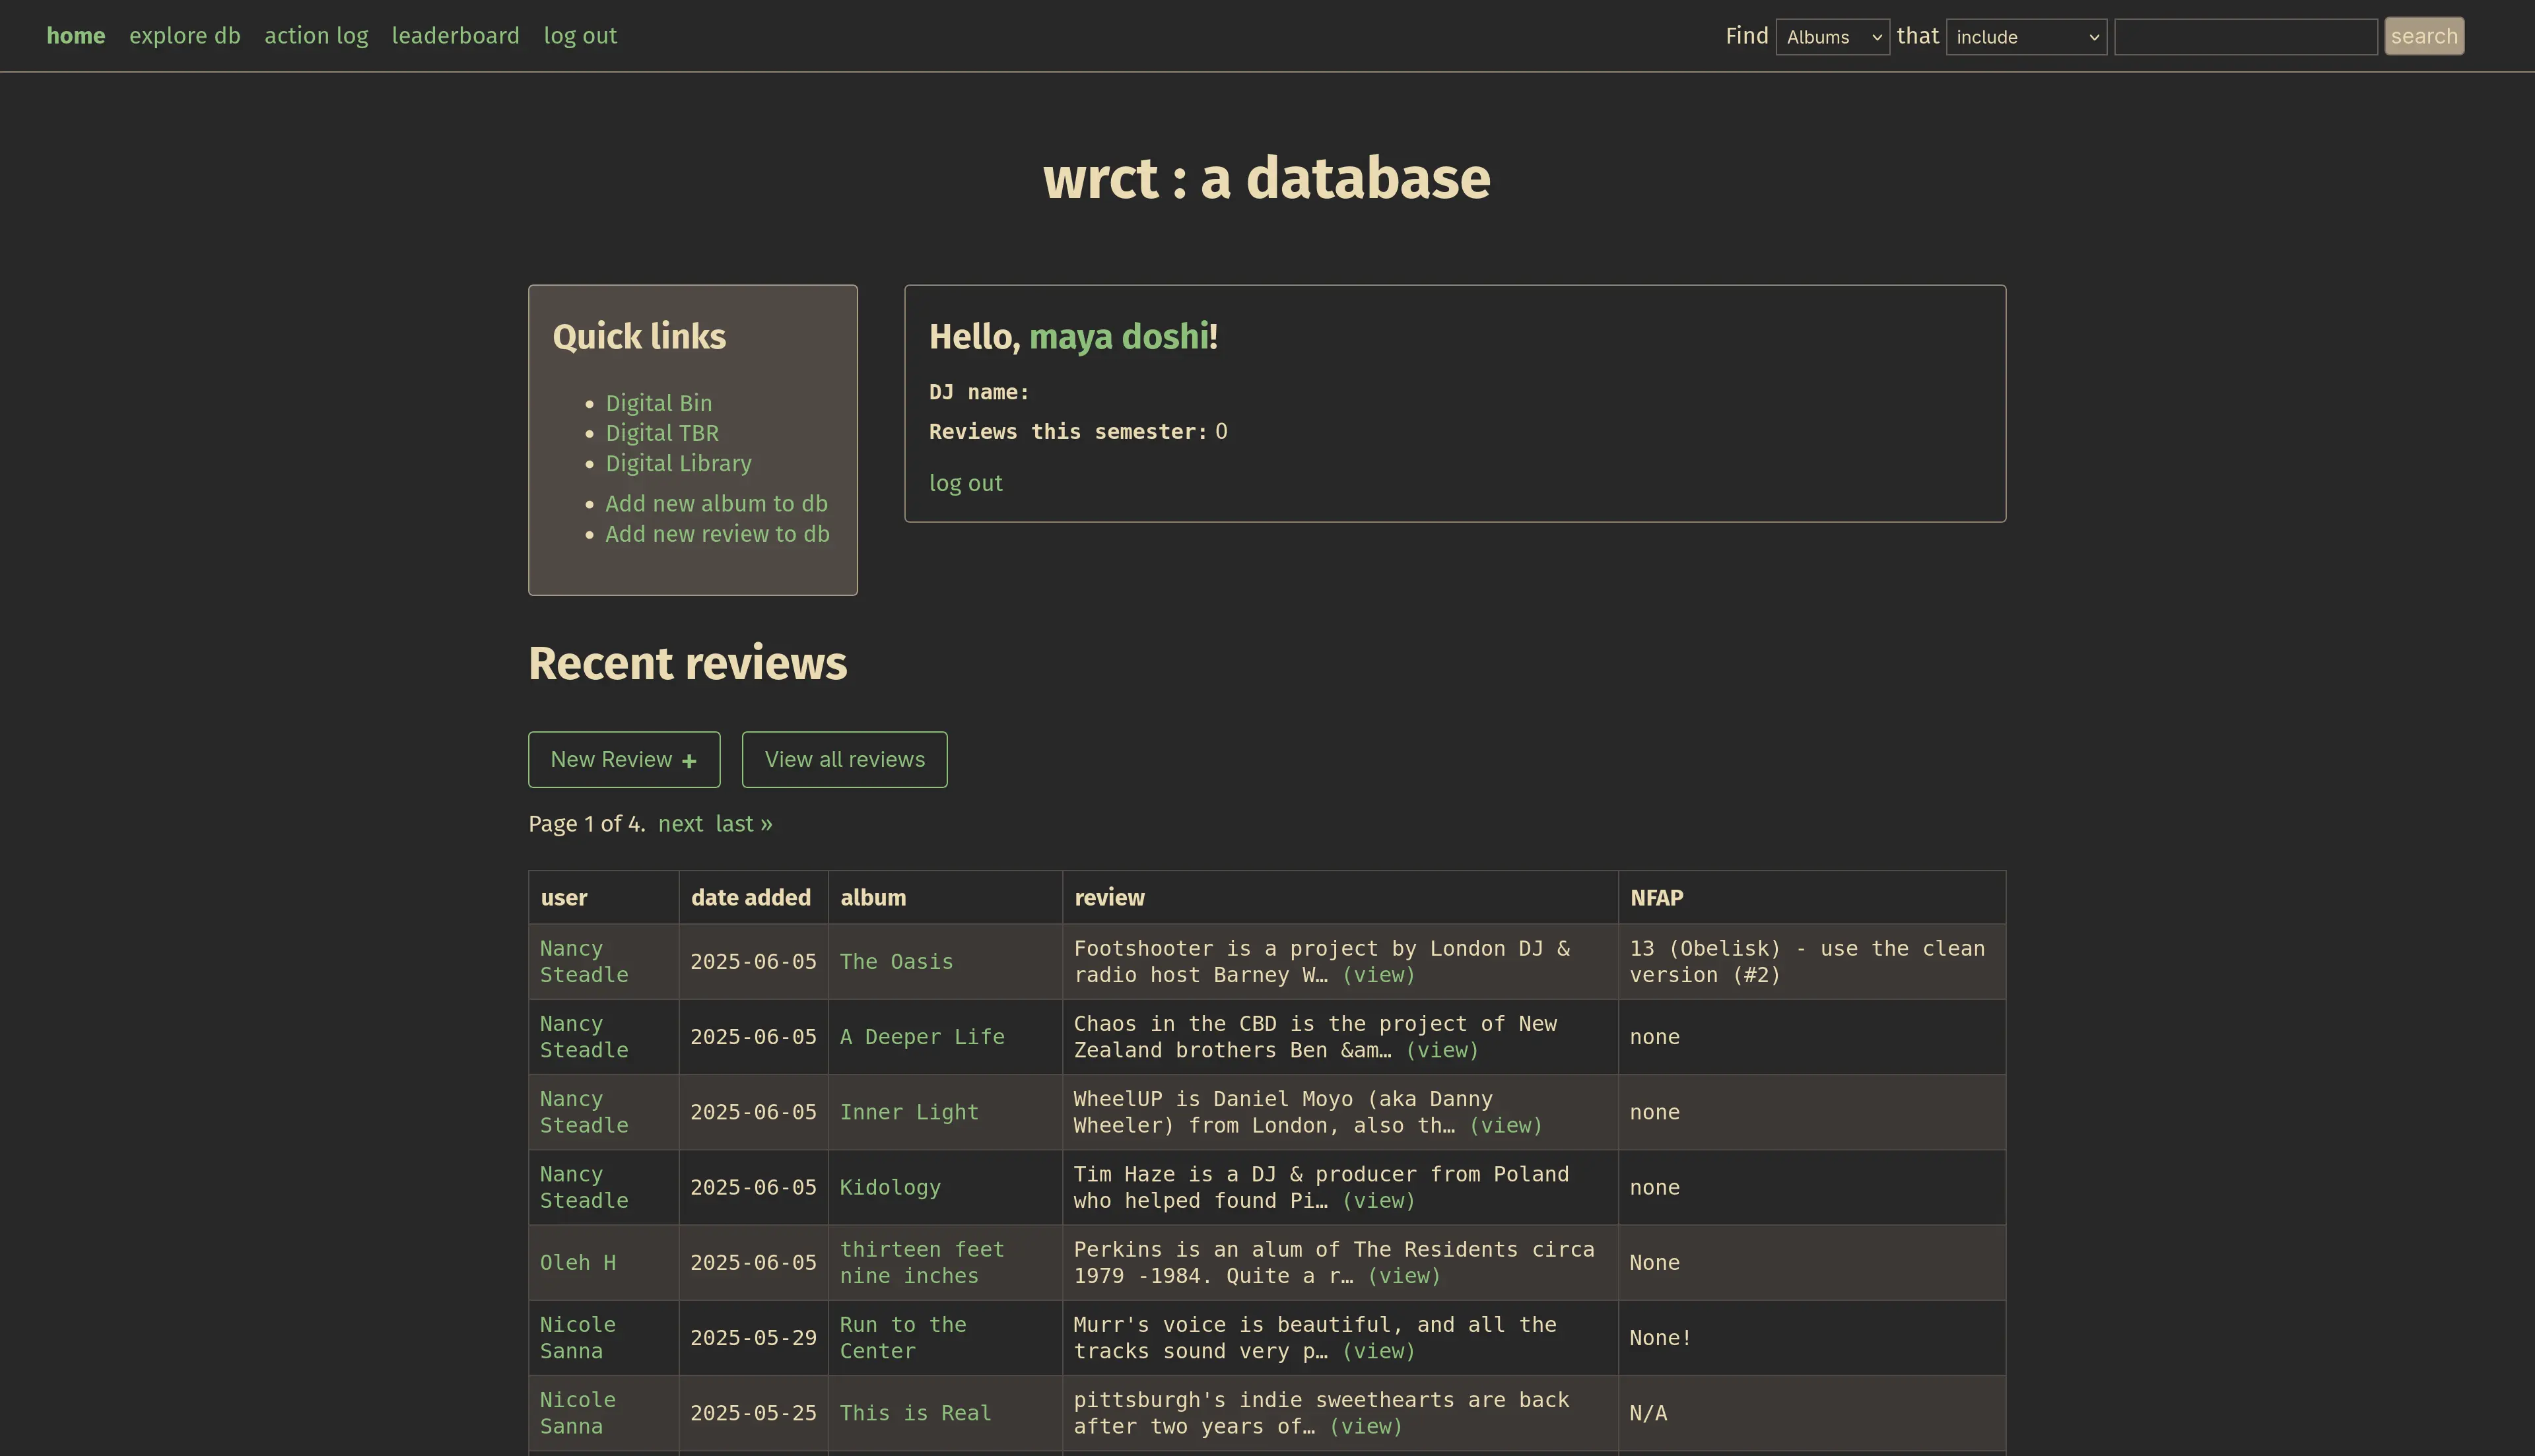 home explore db action log leaderboard log out Find Albums that include search
wrct : a database
Quick links
Digital Bin
Digital TBR
Digital Library
Add new album to db
Add new review to db
Hello, maya doshi!
DJ name:
Reviews this semester: 0
log out
Recent reviews
New Review + View all reviews
Page 1 of 4. next last »
user date added album review NFAP
Nancy
Steadle
2025-06-05
The Oasis
Footshooter is a project by London DJ &
radio host Barney W… (view)
13 (Obelisk) - use the clean
version (#2)
Nancy
Steadle
2025-06-05
A Deeper Life
Chaos in the CBD is the project of New
Zealand brothers Ben &am… (view)
none
Nancy
Steadle
2025-06-05
Inner Light
WheelUP is Daniel Moyo (aka Danny
Wheeler) from London, also th… (view)
none
Nancy
Steadle
2025-06-05
Kidology
Tim Haze is a DJ & producer from Poland
who helped found Pi… (view)
none
Oleh H
2025-06-05
thirteen feet
nine inches
Perkins is an alum of The Residents circa
1979 -1984. Quite a r… (view)
None
Nicole
Sanna
2025-05-29
Run to the
Center
Murr's voice is beautiful, and all the
tracks sound very p… (view)
None!
Nicole
Sanna
2025-05-25
This is Real
pittsburgh's indie sweethearts are back
after two years of… (view)
N/A